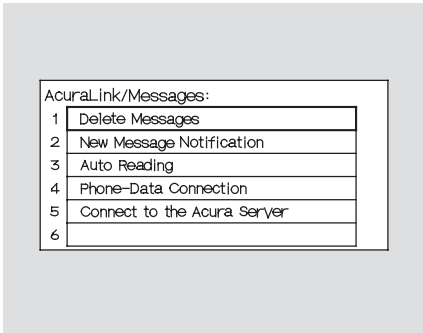 AcuraLink/Messages:
1 Delete Messages
2 New Message Notification
3 Auto Reading
4 Phone-Data Connection
5 Connect to the Acura Server
6